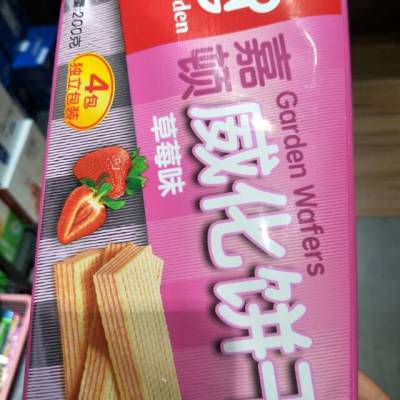 den
200克
4包
独立包装
嘉顿
Garden Wafers
威化饼干
草莓味